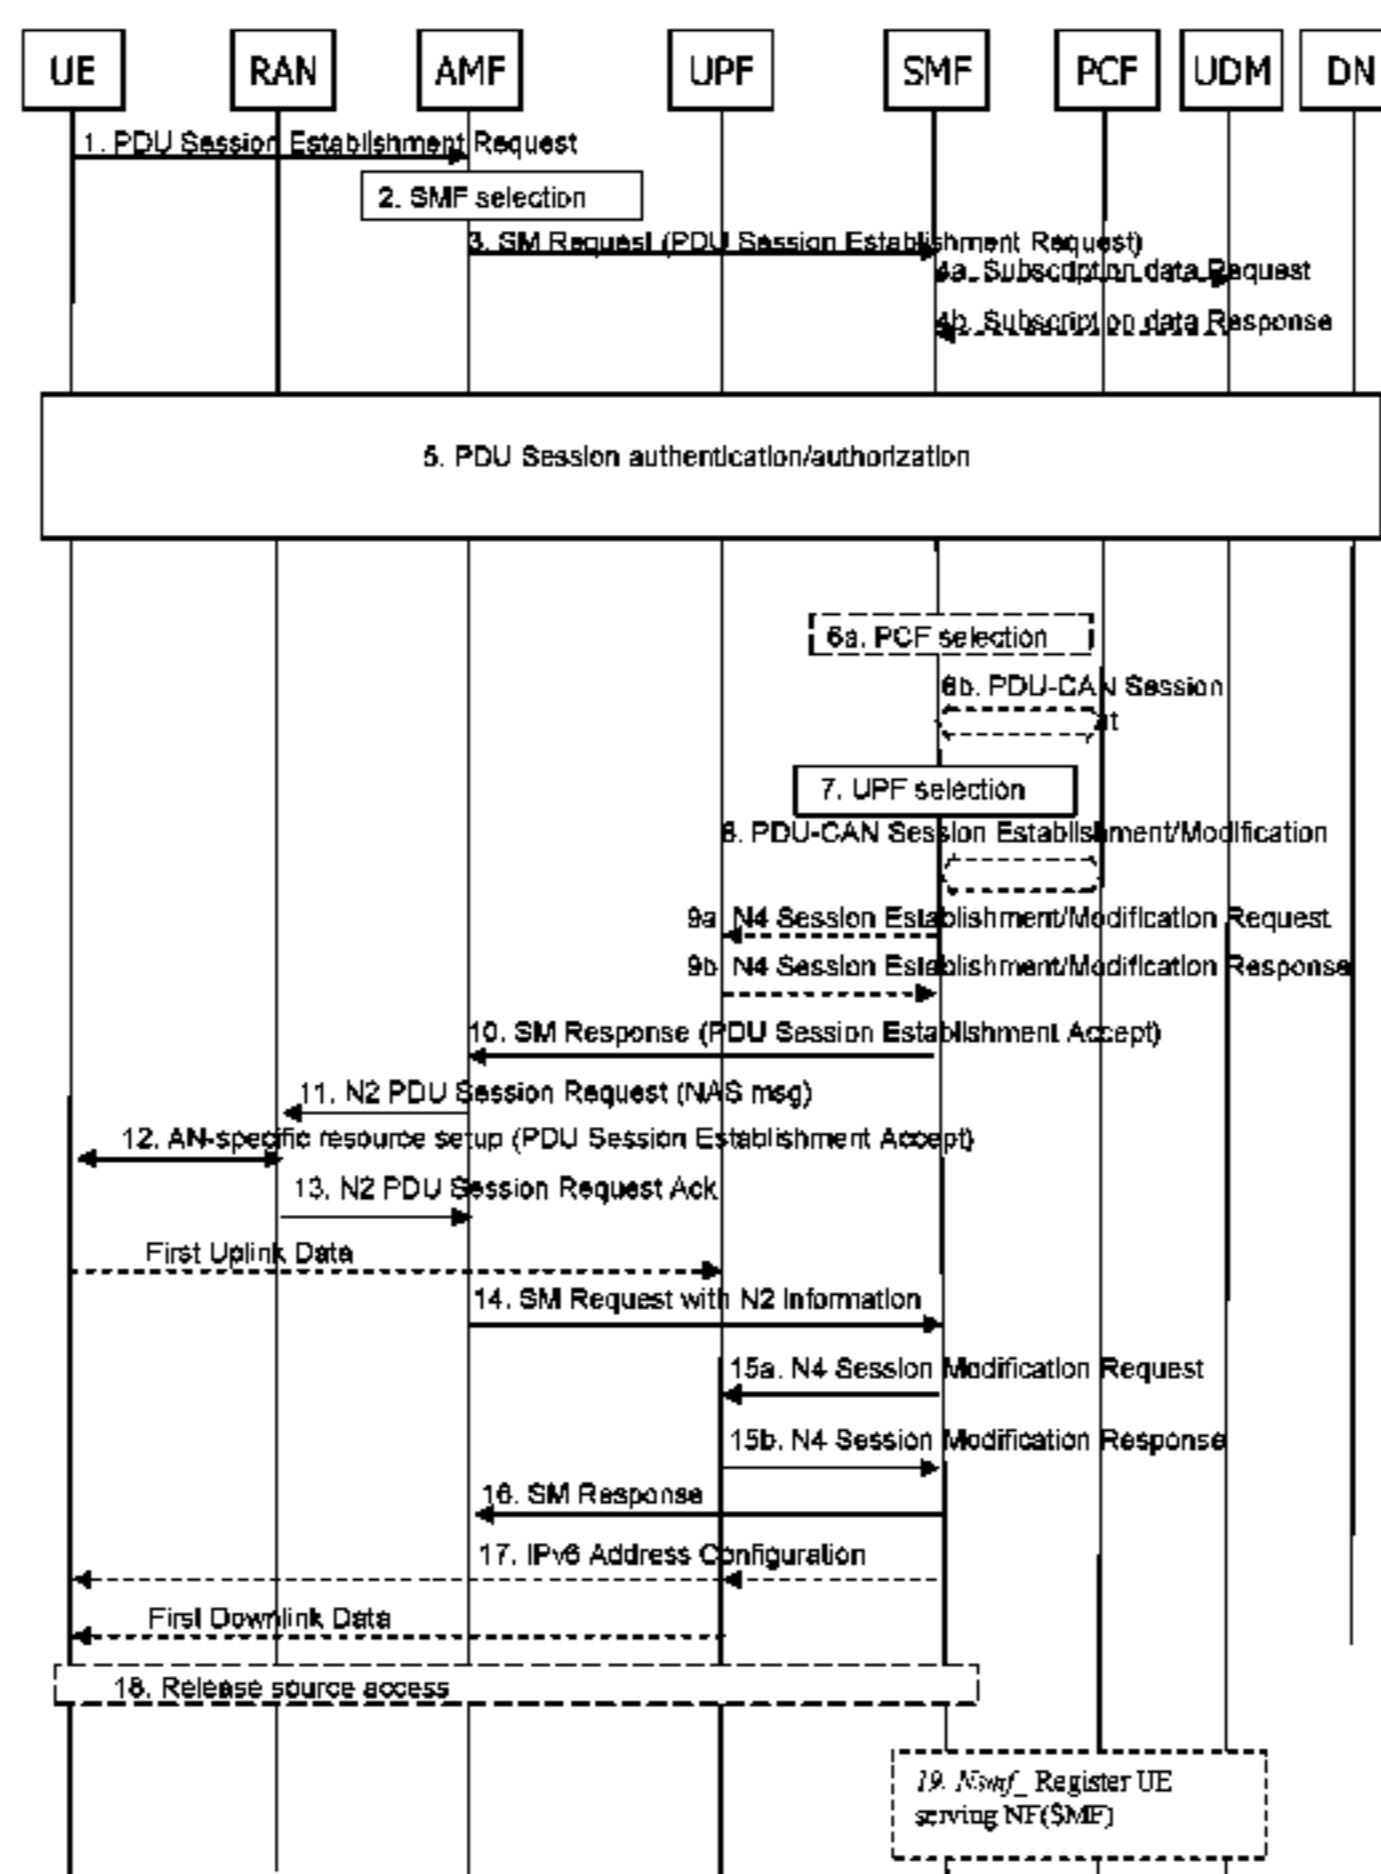 UE RAN AMF UPF SMF PCF UDM DN
1. PDU Session Establishment Request
2. SMF selection
3. SM Request (PDU Session Establishment Request)
4a. Subscription data Request
4b. Subscription data Response
5. PDU Session authentication/authorization
6a. PCF selection
6b. PDU-CAN Session
7. UPF selection
8. PDU-CAN Session Establishment/Modification
9a N4 Session Establishment/Modification Request
9b N4 Session Establishment/Modification Response
10. SM Response (PDU Session Establishment Accept)
11. N2 PDU Session Request (NAS msg)
12. AN-specific resource setup (PDU Session Establishment Accept)
13. N2 PDU Session Request Ack
First Uplink Data
14. SM Request with N2 Information
15a. N4 Session Modification Request
15b. N4 Session Modification Response
16. SM Response
17. IPv6 Address Configuration
First Downlink Data
18. Release source access
19. Nsmf_ Register UE
serving NF(SMF)